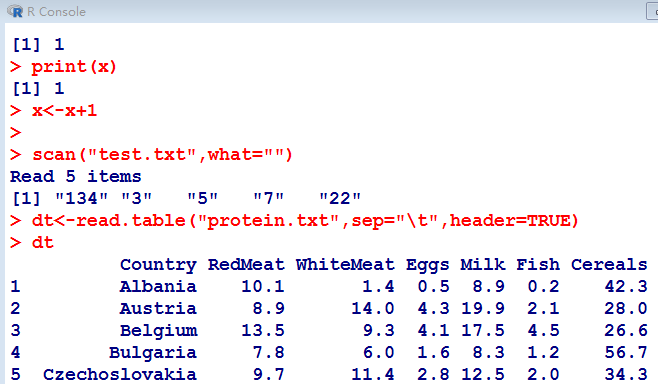 R Console
[1] 1
> print(x)
[1] 1
> x<-x+1
>
> scan("test.txt",what="")
Read 5 items
[1] "134" "3"   "5"   "7"   "22"
> dt<-read.table("protein.txt",sep="\t",header=TRUE)
> dt
          Country RedMeat WhiteMeat Eggs Milk Fish Cereals
1         Albania    10.1       1.4  0.5  8.9  0.2    42.3
2         Austria     8.9      14.0  4.3 19.9  2.1    28.0
3         Belgium    13.5       9.3  4.1 17.5  4.5    26.6
4        Bulgaria     7.8       6.0  1.6  8.3  1.2    56.7
5  Czechoslovakia     9.7      11.4  2.8 12.5  2.0    34.3